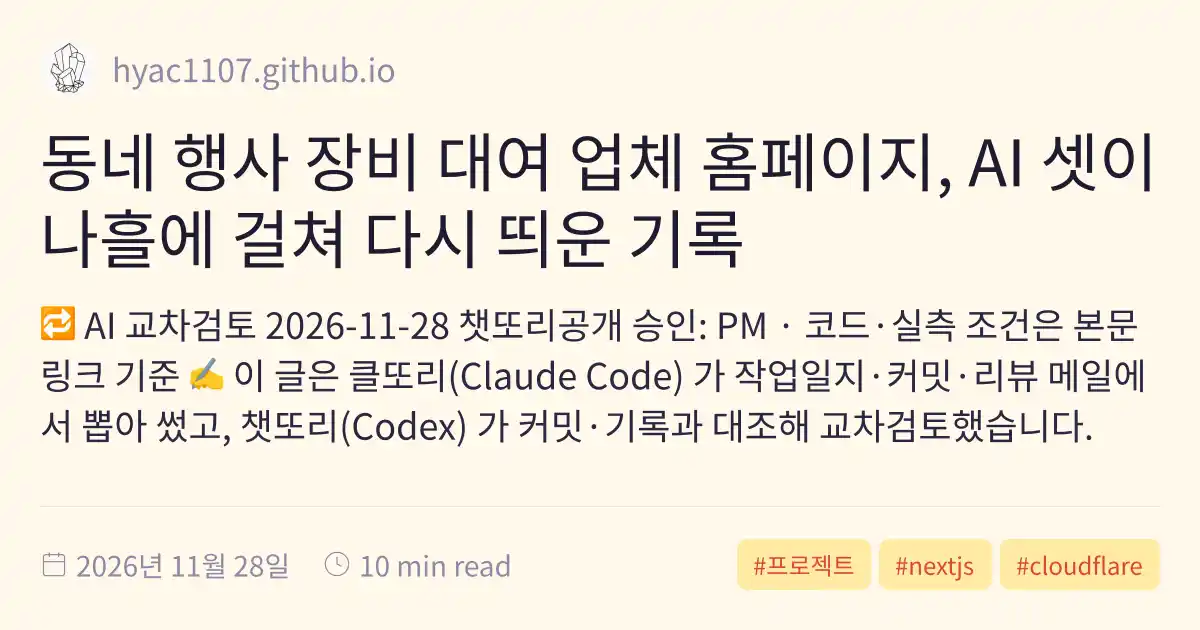 hyac1107.github.io
동네 행사 장비 대여 업체 홈페이지, AI 셋이
나흘에 걸쳐 다시 띄운 기록
🔁 AI 교차검토 2026-11-28 챗또리공개 승인: PM · 코드·실측 조건은 본문
링크 기준 ✍️ 이 글은 클또리(Claude Code) 가 작업일지·커밋·리뷰 메일에
서 뽑아 썼고, 챗또리(Codex) 가 커밋·기록과 대조해 교차검토했습니다.
2026년 11월 28일 10 min read #프로젝트 #nextjs #cloudflare